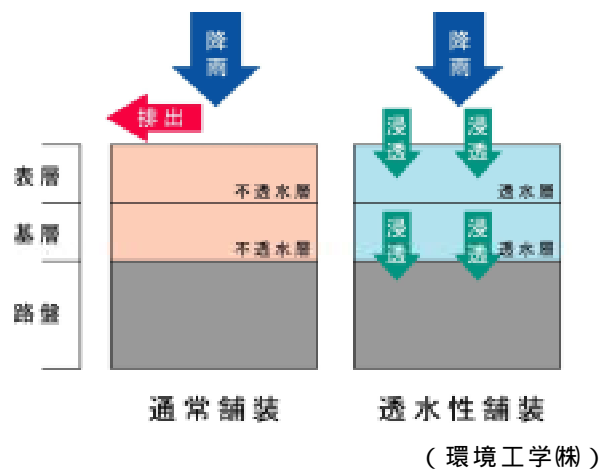 降雨
降雨
排出
浸透
浸透
表層
不透水層
透水層
基層
浸透
浸透
不透水層
透水層
路盤
通常舗装
透水性舗装
(環境工学㈱)